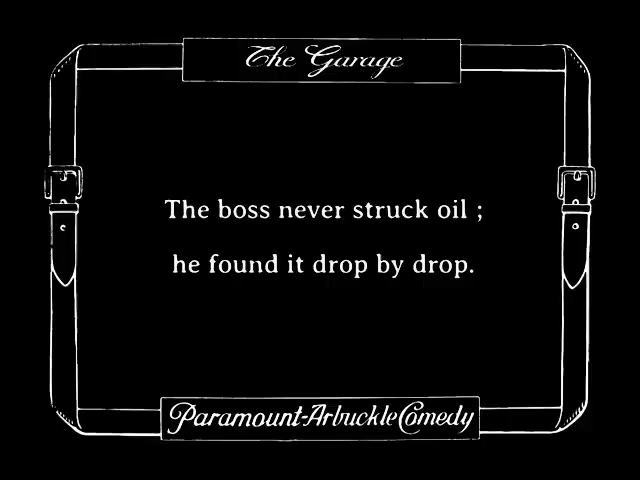 The Garage
The boss never struck oil ;
he found it drop by drop.
Paramount-Arbuckle Comedy